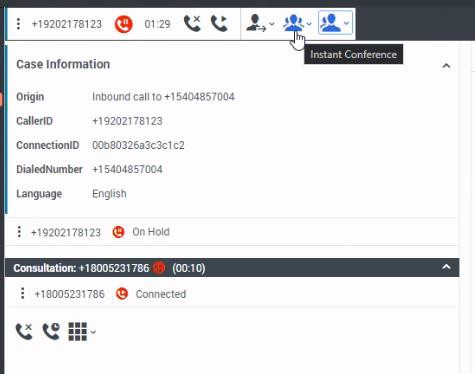 +19202178123 01:29
Instant Conference
Case Information
Origin Inbound call to +15404857004
CallerID +19202178123
ConnectionID 00b80326a3c3c1c2
DialedNumber +15404857004
Language English
+19202178123 On Hold
Consultation: +18005231786 (00:10)
+18005231786 Connected